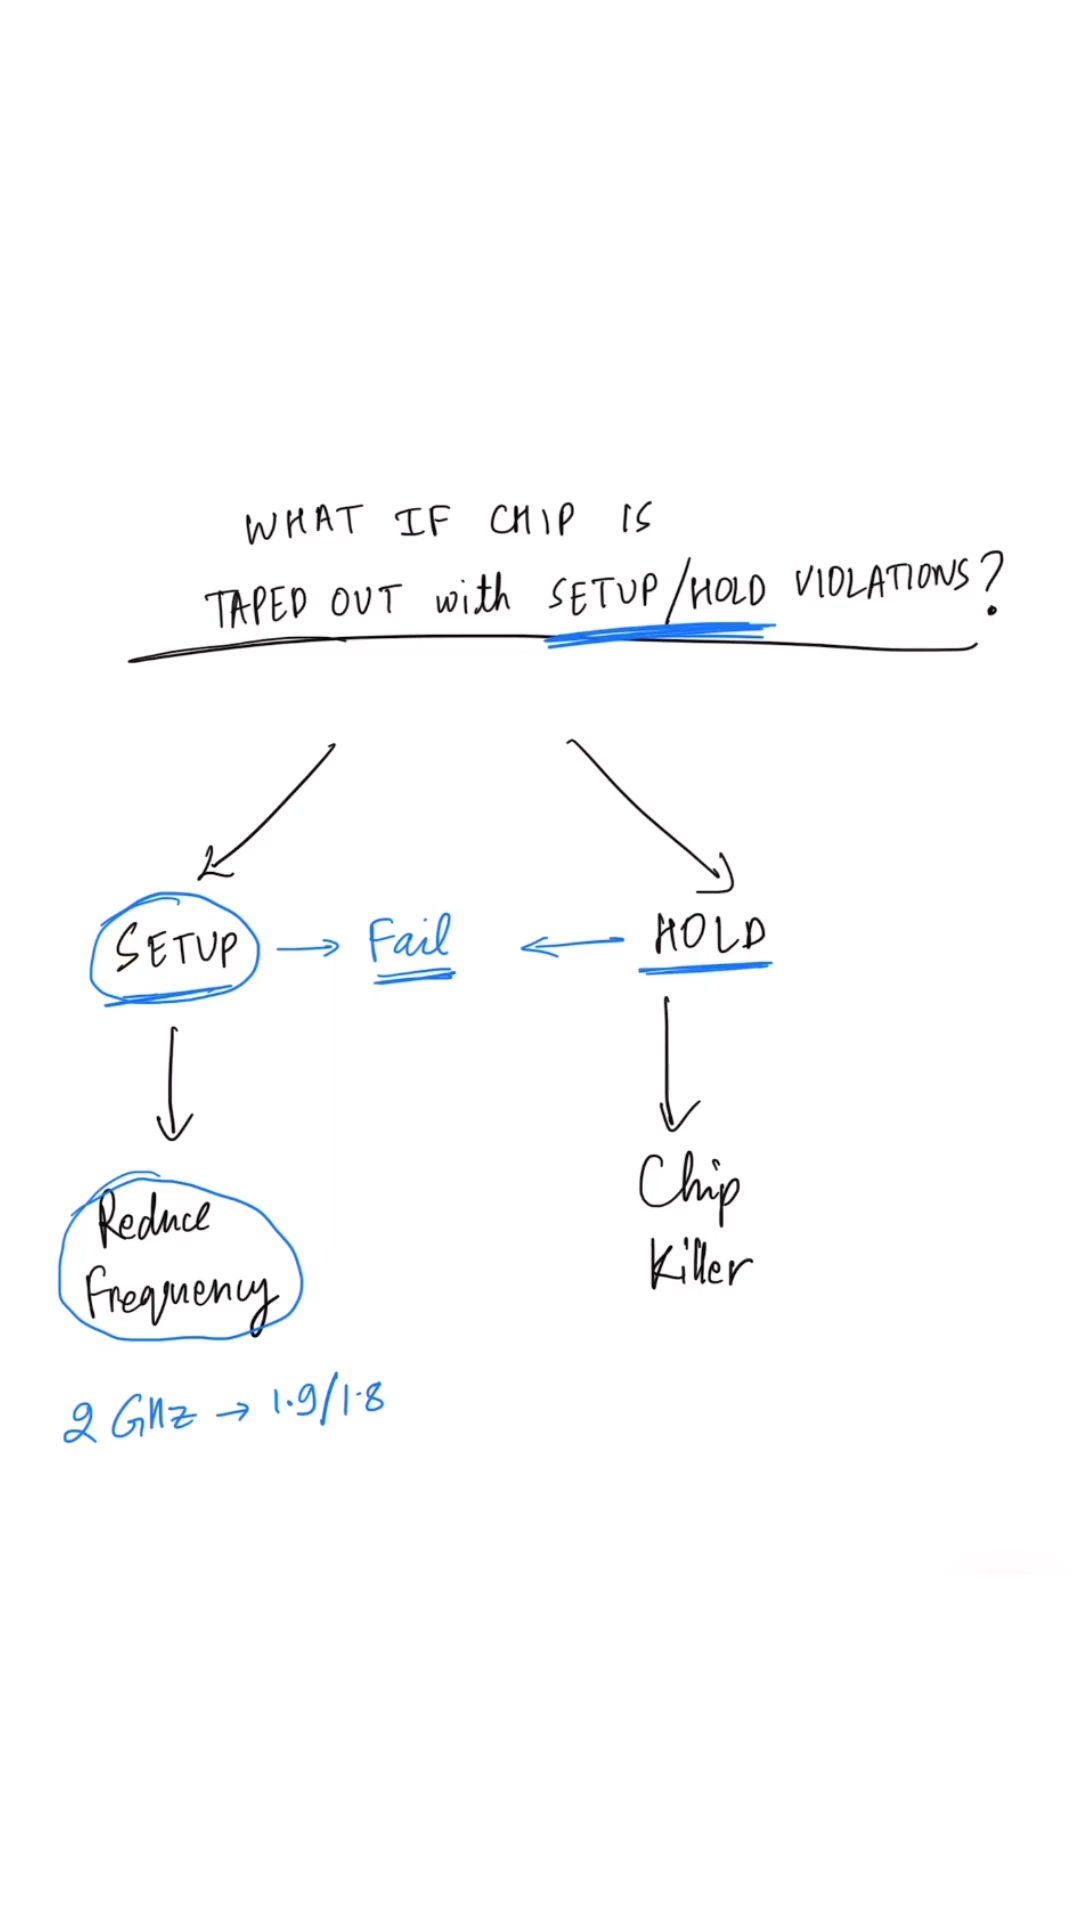 WHAT IF CHIP IS
TAPED OUT with SETUP/HOLD VIOLATIONS?
SETUP → Fail ← HOLD
Reduce
Frequency
Chip
Killer
2 GHz → 1.9/1.8